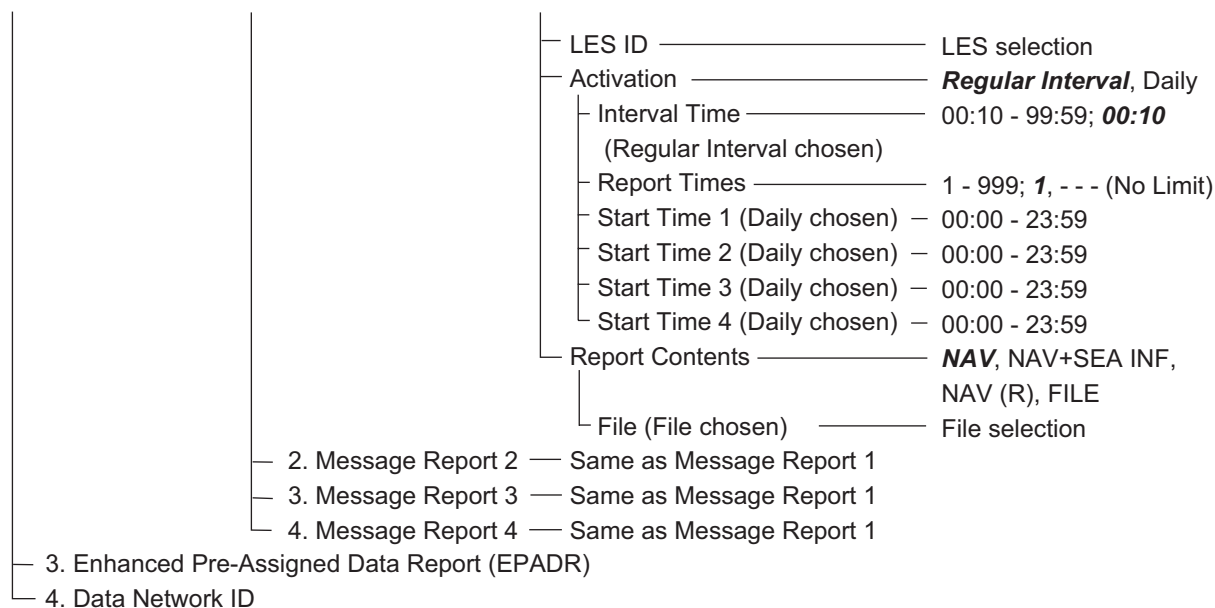 LES ID LES selection
Activation Regular Interval, Daily
Interval Time 00:10 - 99:59; 00:10
(Regular Interval chosen)
Report Times 1 - 999; 1, - - - (No Limit)
Start Time 1 (Daily chosen) 00:00 - 23:59
Start Time 2 (Daily chosen) 00:00 - 23:59
Start Time 3 (Daily chosen) 00:00 - 23:59
Start Time 4 (Daily chosen) 00:00 - 23:59
Report Contents NAV, NAV+SEA INF,
NAV (R), FILE
File (File chosen) File selection
2. Message Report 2 Same as Message Report 1
3. Message Report 3 Same as Message Report 1
4. Message Report 4 Same as Message Report 1
3. Enhanced Pre-Assigned Data Report (EPADR)
4. Data Network ID